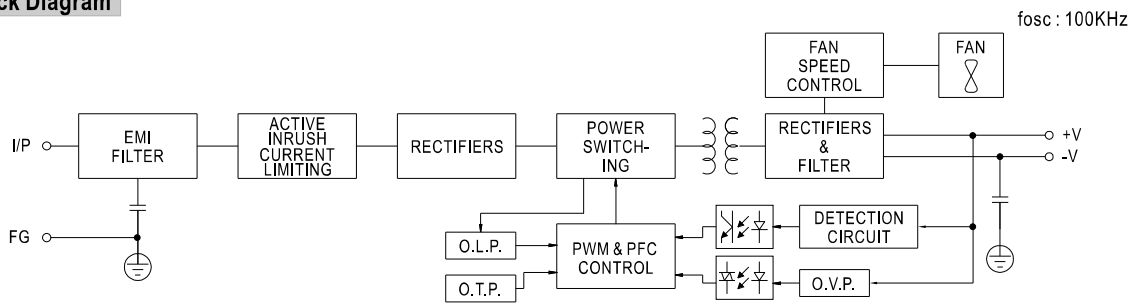 ck Diagram
fosc : 100KHz
FAN
SPEED
CONTROL
FAN
I/P
EMI
FILTER
ACTIVE
INRUSH
CURRENT
LIMITING
RECTIFIERS
POWER
SWITCH-
ING
RECTIFIERS
&
FILTER
+V
-V
FG
O.L.P.
O.T.P.
PWM & PFC
CONTROL
DETECTION
CIRCUIT
O.V.P.